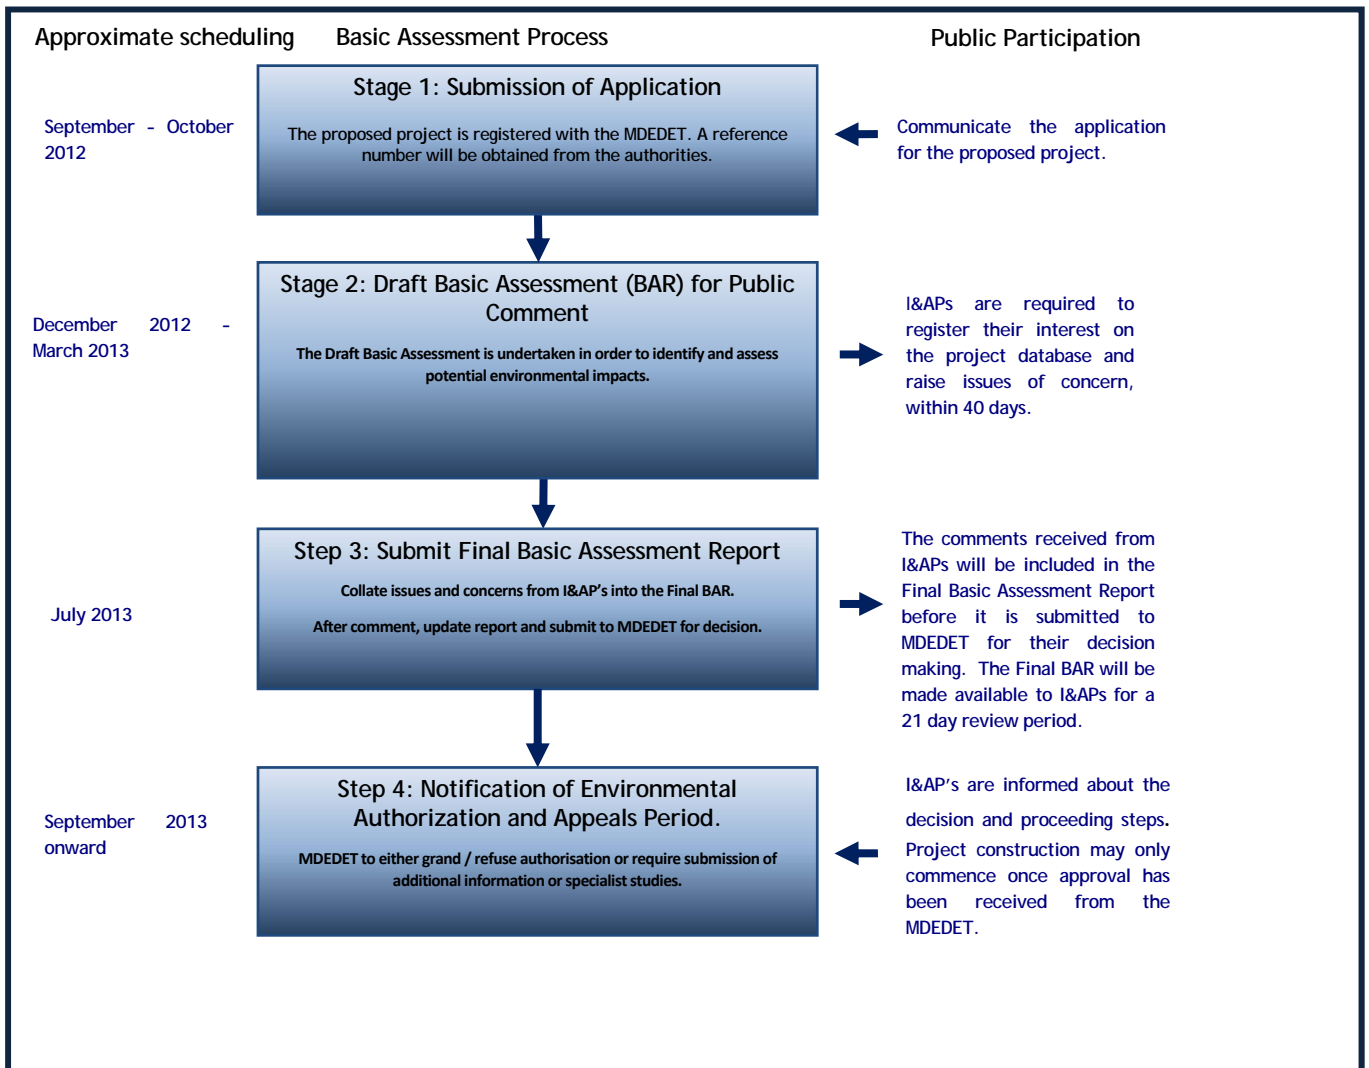 Approximate scheduling
Basic Assessment Process
Public Participation
September - October
2012
Stage 1: Submission of Application
The proposed project is registered with the MDEDET. A reference
number will be obtained from the authorities.
Communicate the application
for the proposed project.
December 2012 -
March 2013
Stage 2: Draft Basic Assessment (BAR) for Public
Comment
The Draft Basic Assessment is undertaken in order to identify and assess
potential environmental impacts.
I&APs are required to
register their interest on
the project database and
raise issues of concern,
within 40 days.
July 2013
Step 3: Submit Final Basic Assessment Report
Collate issues and concerns from I&AP's into the Final BAR.
After comment, update report and submit to MDEDET for decision.
The comments received from
I&APs will be included in the
Final Basic Assessment Report
before it is submitted to
MDEDET for their decision
making. The Final BAR will be
made available to I&APs for a
21 day review period.
September 2013
onward
Step 4: Notification of Environmental
Authorization and Appeals Period.
MDEDET to either grand / refuse authorisation or require submission of
additional information or specialist studies.
I&AP's are informed about the
decision and proceeding steps.
Project construction may only
commence once approval has
been received from the
MDEDET.